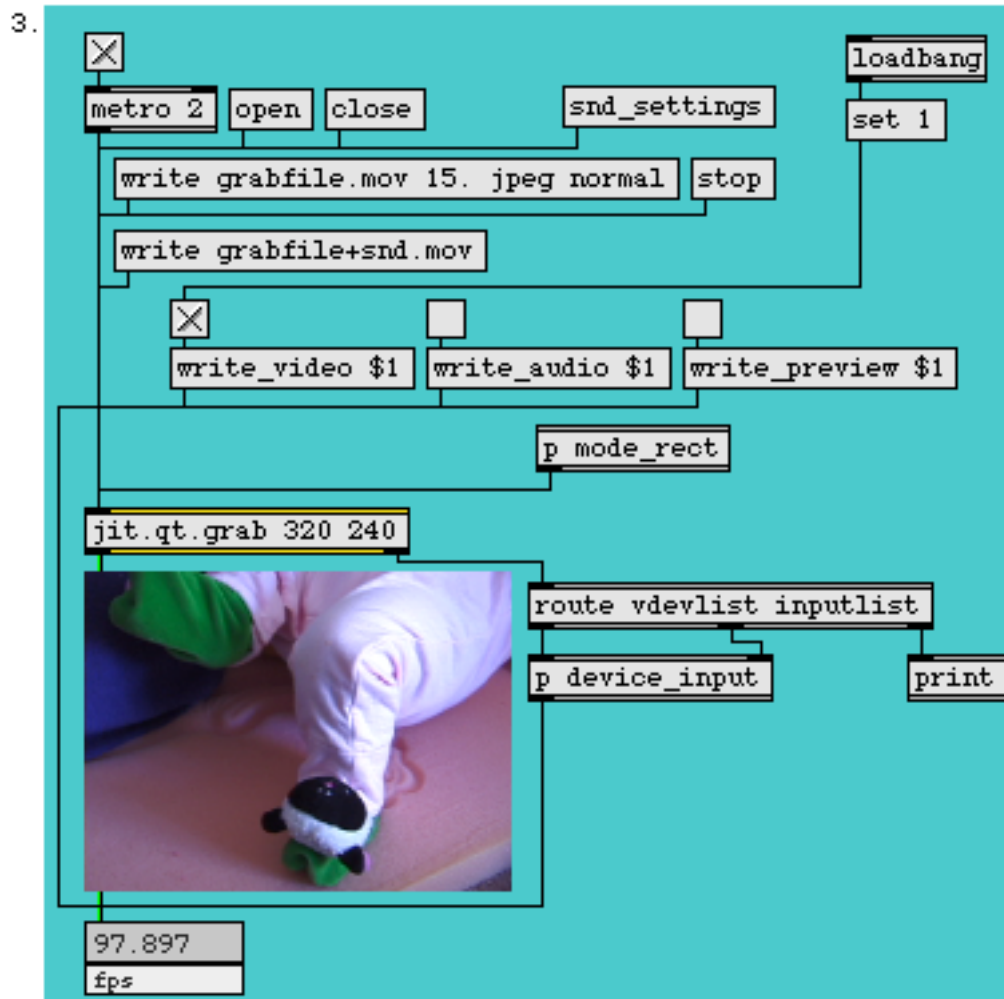 3.
loadbang
metro 2 open close snd_settings
set 1
write grabfile.mov 15. jpeg normal stop
write grabfile+snd.mov
write_video $1 write_audio $1 write_preview $1
p mode_rect
jit.qt.grab 320 240
route vdevlist inputlist
p device_input print
97.897
fps